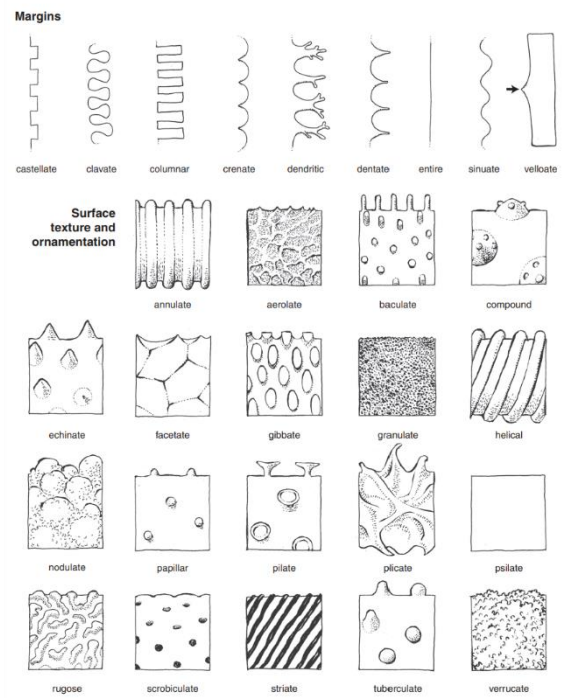 Margins
castellate clavate columnar crenate dendritic dentate entire sinuate velloate
Surface
texture and
ornamentation
annulate aerolate baculate compound
echinate facetate gibbate granulate helical
nodulate papillar pilate plicate psilate
rugose scrobiculate striate tuberculate verrucate